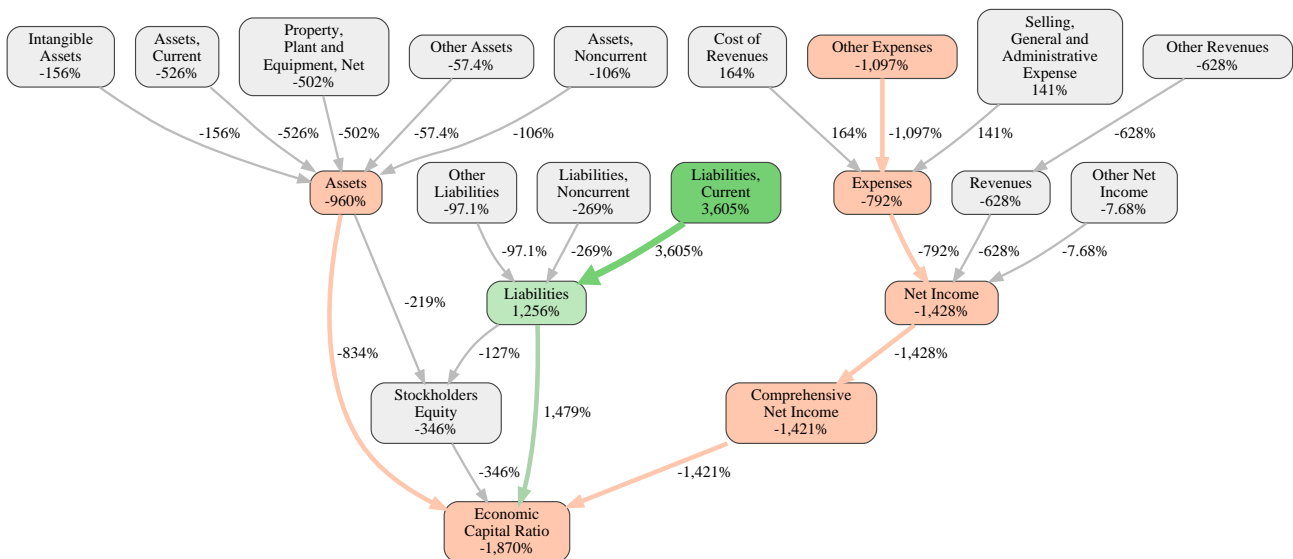 Intangible
Assets
-156%
Assets,
Current
-526%
Property,
Plant and
Equipment, Net
-502%
Other Assets
-57.4%
Assets,
Noncurrent
-106%
Cost of
Revenues
164%
Other Expenses
-1,097%
Selling,
General and
Administrative
Expense
141%
Other Revenues
-628%
-156%
-526%
-502%
-57.4%
-106%
164%
-1,097%
141%
-628%
Assets
-960%
Other
Liabilities
-97.1%
Liabilities,
Noncurrent
-269%
Liabilities,
Current
3,605%
Expenses
-792%
Revenues
-628%
Other Net
Income
-7.68%
-97.1%
-269%
3,605%
-792%
-628%
-7.68%
-219%
Liabilities
1,256%
Net Income
-1,428%
-834%
-127%
-1,428%
Stockholders
Equity
-346%
1,479%
Comprehensive
Net Income
-1,421%
-346%
-1,421%
Economic
Capital Ratio
-1,870%